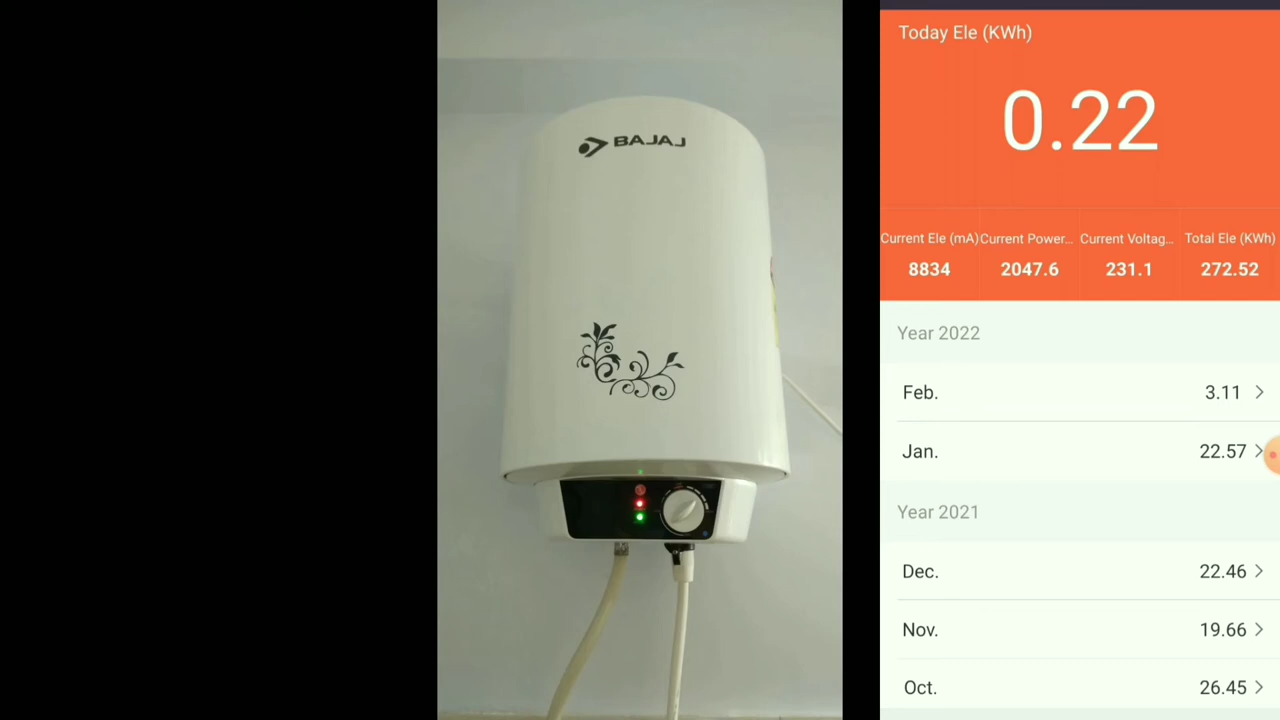 BAJAJ
Today Ele (KWh)
0.22
Current Ele (mA) Current Power... Current Voltag... Total Ele (KWh)
8834 2047.6 231.1 272.52
Year 2022
Feb. 3.11
Jan. 22.57
Year 2021
Dec. 22.46
Nov. 19.66
Oct. 26.45